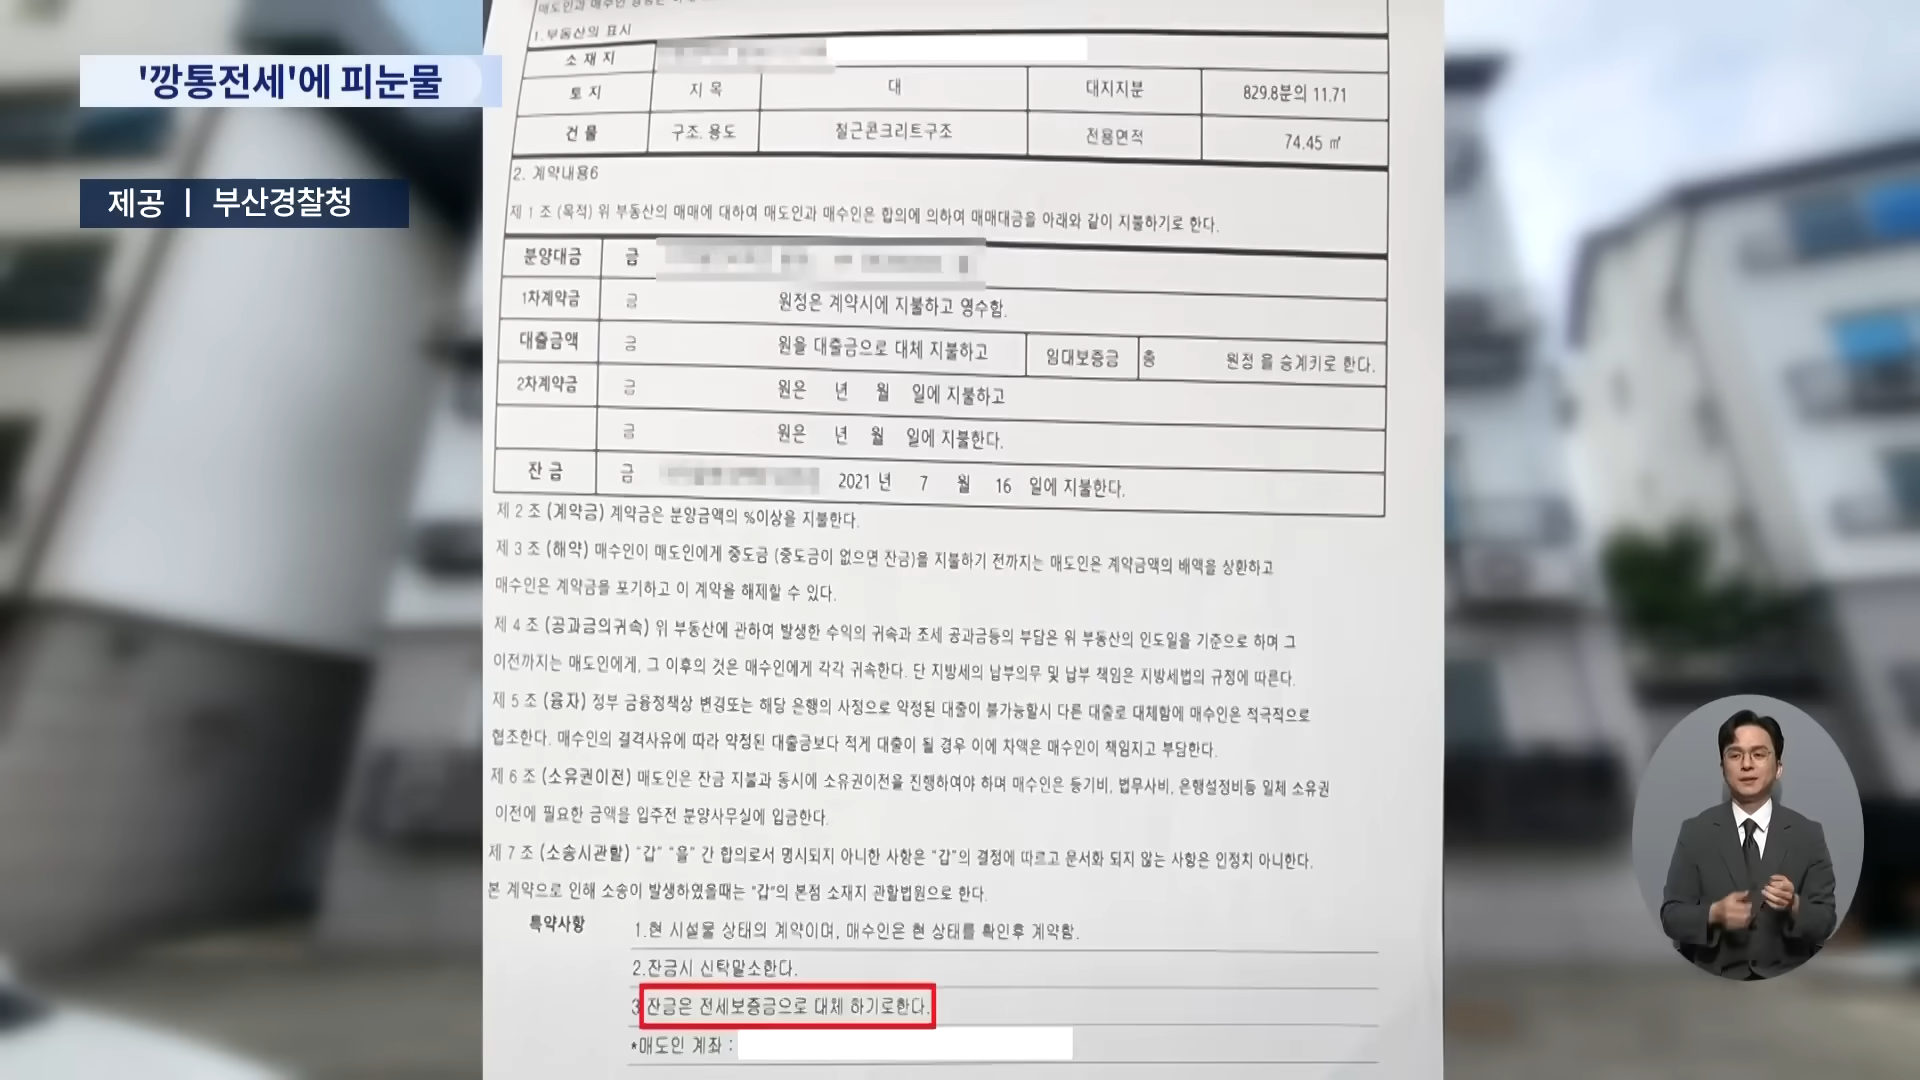 '깡통전세'에 피눈물
제공 | 부산경찰청
1.부동산의 표시
소 재 지
토 지 지 목 대 대지지분 829.8분의 11.71
건 물 구조. 용도 철근콘크리트구조 전용면적 74.45 ㎡
2. 계약내용6
제 1 조 (목적) 위 부동산의 매매에 대하여 매도인과 매수인은 합의에 의하여 매매대금을 아래와 같이 지불하기로 한다.
분양대금 금
1차계약금 금 원정은 계약시에 지불하고 영수함.
대출금액 금 원을 대출금으로 대체 지불하고 임대보증금 총 원정 을 승계키로 한다.
2차계약금 금 원은 년 월 일에 지불하고
금 원은 년 월 일에 지불한다.
잔 금 금 2021 년 7 월 16 일에 지불한다.
제 2 조 (계약금) 계약금은 분양금액의 %이상을 지불한다.
제 3 조 (해약) 매수인이 매도인에게 중도금 (중도금이 없으면 잔금)을 지불하기 전까지는 매도인은 계약금액의 배액을 상환하고
매수인은 계약금을 포기하고 이 계약을 해제할 수 있다.
제 4 조 (공과금의귀속) 위 부동산에 관하여 발생한 수익의 귀속과 조세 공과금등의 부담은 위 부동산의 인도일을 기준으로 하며 그
이전까지는 매도인에게, 그 이후의 것은 매수인에게 각각 귀속한다. 단 지방세의 납부의무 및 납부 책임은 지방세법의 규정에 따른다.
제 5 조 (융자) 정부 금융정책상 변경또는 해당 은행의 사정으로 약정된 대출이 불가능할시 다른 대출로 대체함에 매수인은 적극적으로
협조한다. 매수인의 결격사유에 따라 약정된 대출금보다 적게 대출이 될 경우 이에 차액은 매수인이 책임지고 부담한다.
제 6 조 (소유권이전) 매도인은 잔금 지불과 동시에 소유권이전을 진행하여야 하며 매수인은 등기비, 법무사비, 은행설정비등 일체 소유권
이전에 필요한 금액을 입주전 분양사무실에 입금한다.
제 7 조 (소송시관할) "갑" "을" 간 합의로서 명시되지 아니한 사항은 "갑"의 결정에 따르고 문서화 되지 않는 사항은 인정치 아니한다.
본 계약으로 인해 소송이 발생하였을때는 "갑"의 본점 소재지 관할법원으로 한다.
특약사항 1.현 시설물 상태의 계약이며, 매수인은 현 상태를 확인후 계약함.
2.잔금시 신탁말소한다.
3.잔금은 전세보증금으로 대체 하기로한다.
*매도인 계좌 :